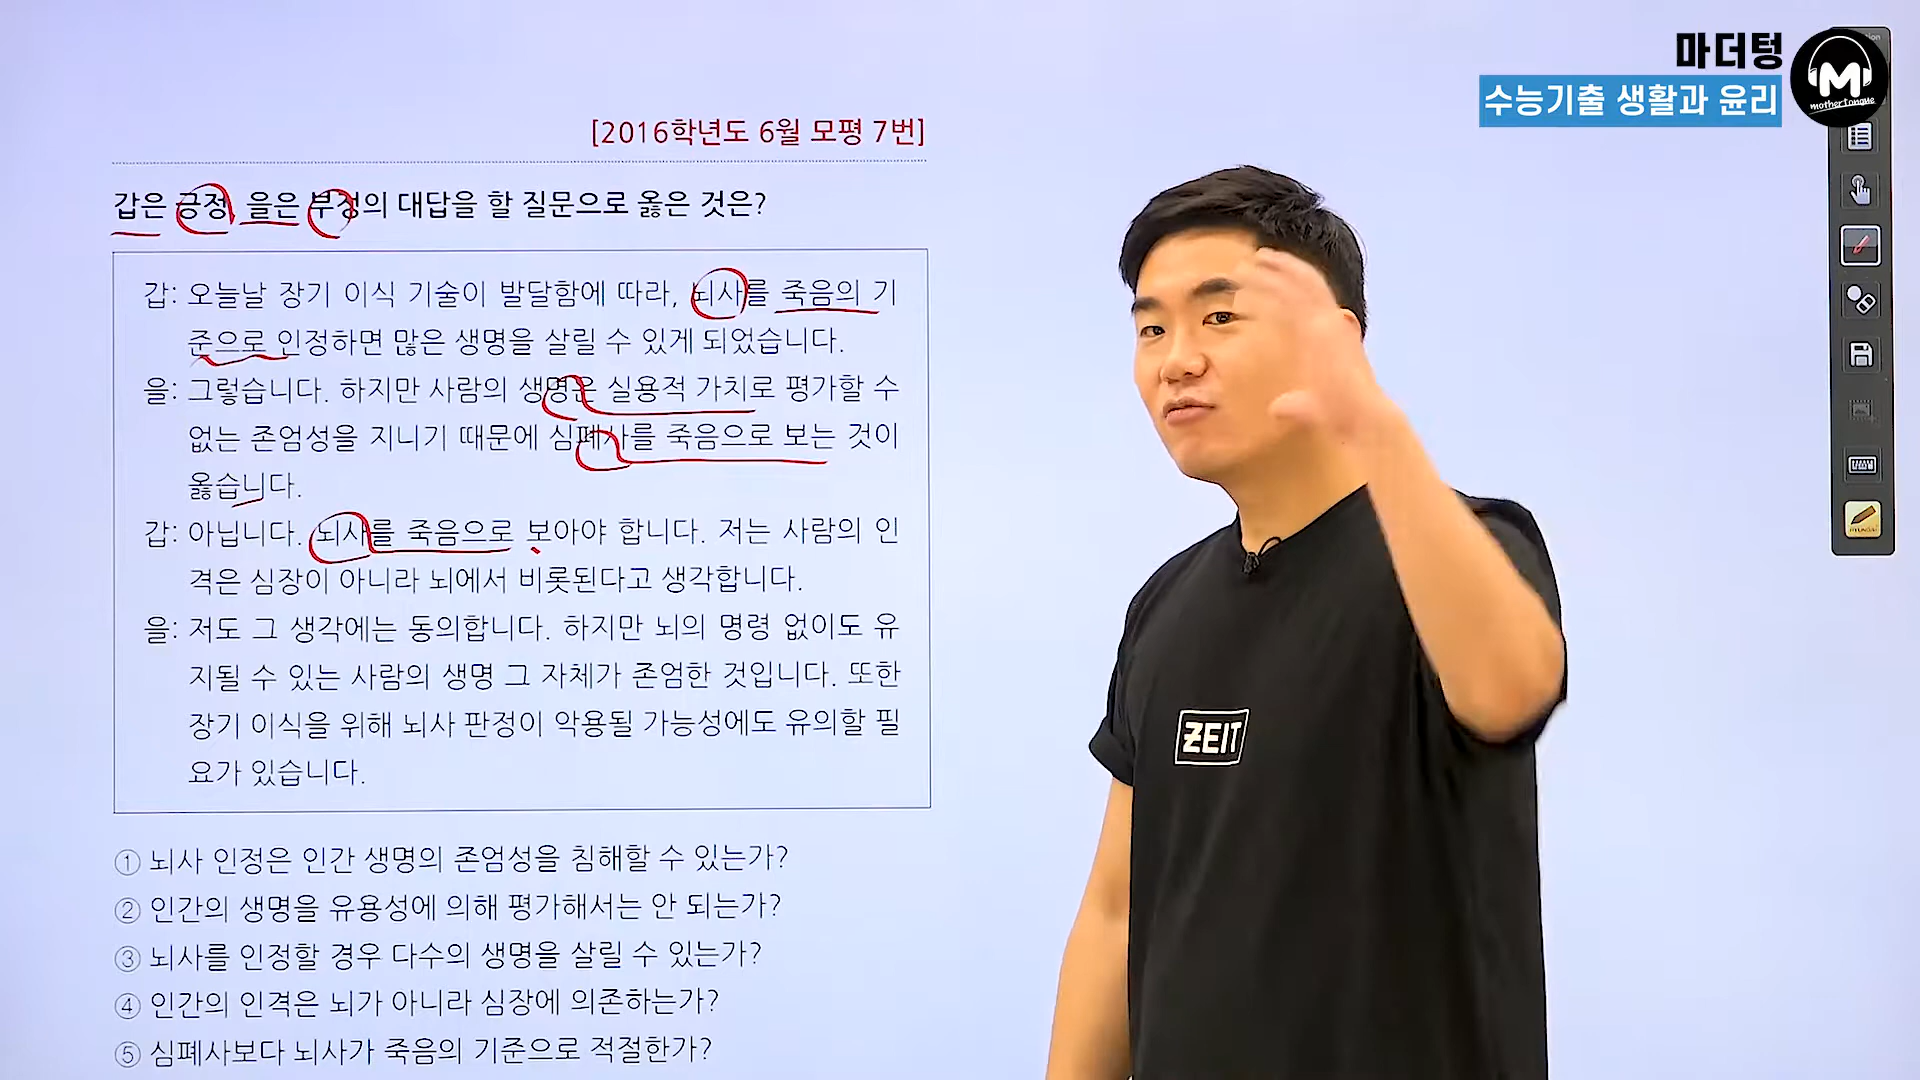 마더텅
수능기출 생활과 윤리
M
mothertongue
[2016학년도 6월 모평 7번]
갑은 긍정, 을은 부정의 대답을 할 질문으로 옳은 것은?
갑: 오늘날 장기 이식 기술이 발달함에 따라, 뇌사를 죽음의 기
준으로 인정하면 많은 생명을 살릴 수 있게 되었습니다.
을: 그렇습니다. 하지만 사람의 생명은 실용적 가치로 평가할 수
없는 존엄성을 지니기 때문에 심폐사를 죽음으로 보는 것이
옳습니다.
갑: 아닙니다. 뇌사를 죽음으로 보아야 합니다. 저는 사람의 인
격은 심장이 아니라 뇌에서 비롯된다고 생각합니다.
을: 저도 그 생각에는 동의합니다. 하지만 뇌의 명령 없이도 유
지될 수 있는 사람의 생명 그 자체가 존엄한 것입니다. 또한
장기 이식을 위해 뇌사 판정이 악용될 가능성에도 유의할 필
요가 있습니다.
① 뇌사 인정은 인간 생명의 존엄성을 침해할 수 있는가?
② 인간의 생명을 유용성에 의해 평가해서는 안 되는가?
③ 뇌사를 인정할 경우 다수의 생명을 살릴 수 있는가?
④ 인간의 인격은 뇌가 아니라 심장에 의존하는가?
⑤ 심폐사보다 뇌사가 죽음의 기준으로 적절한가?
ZEIT